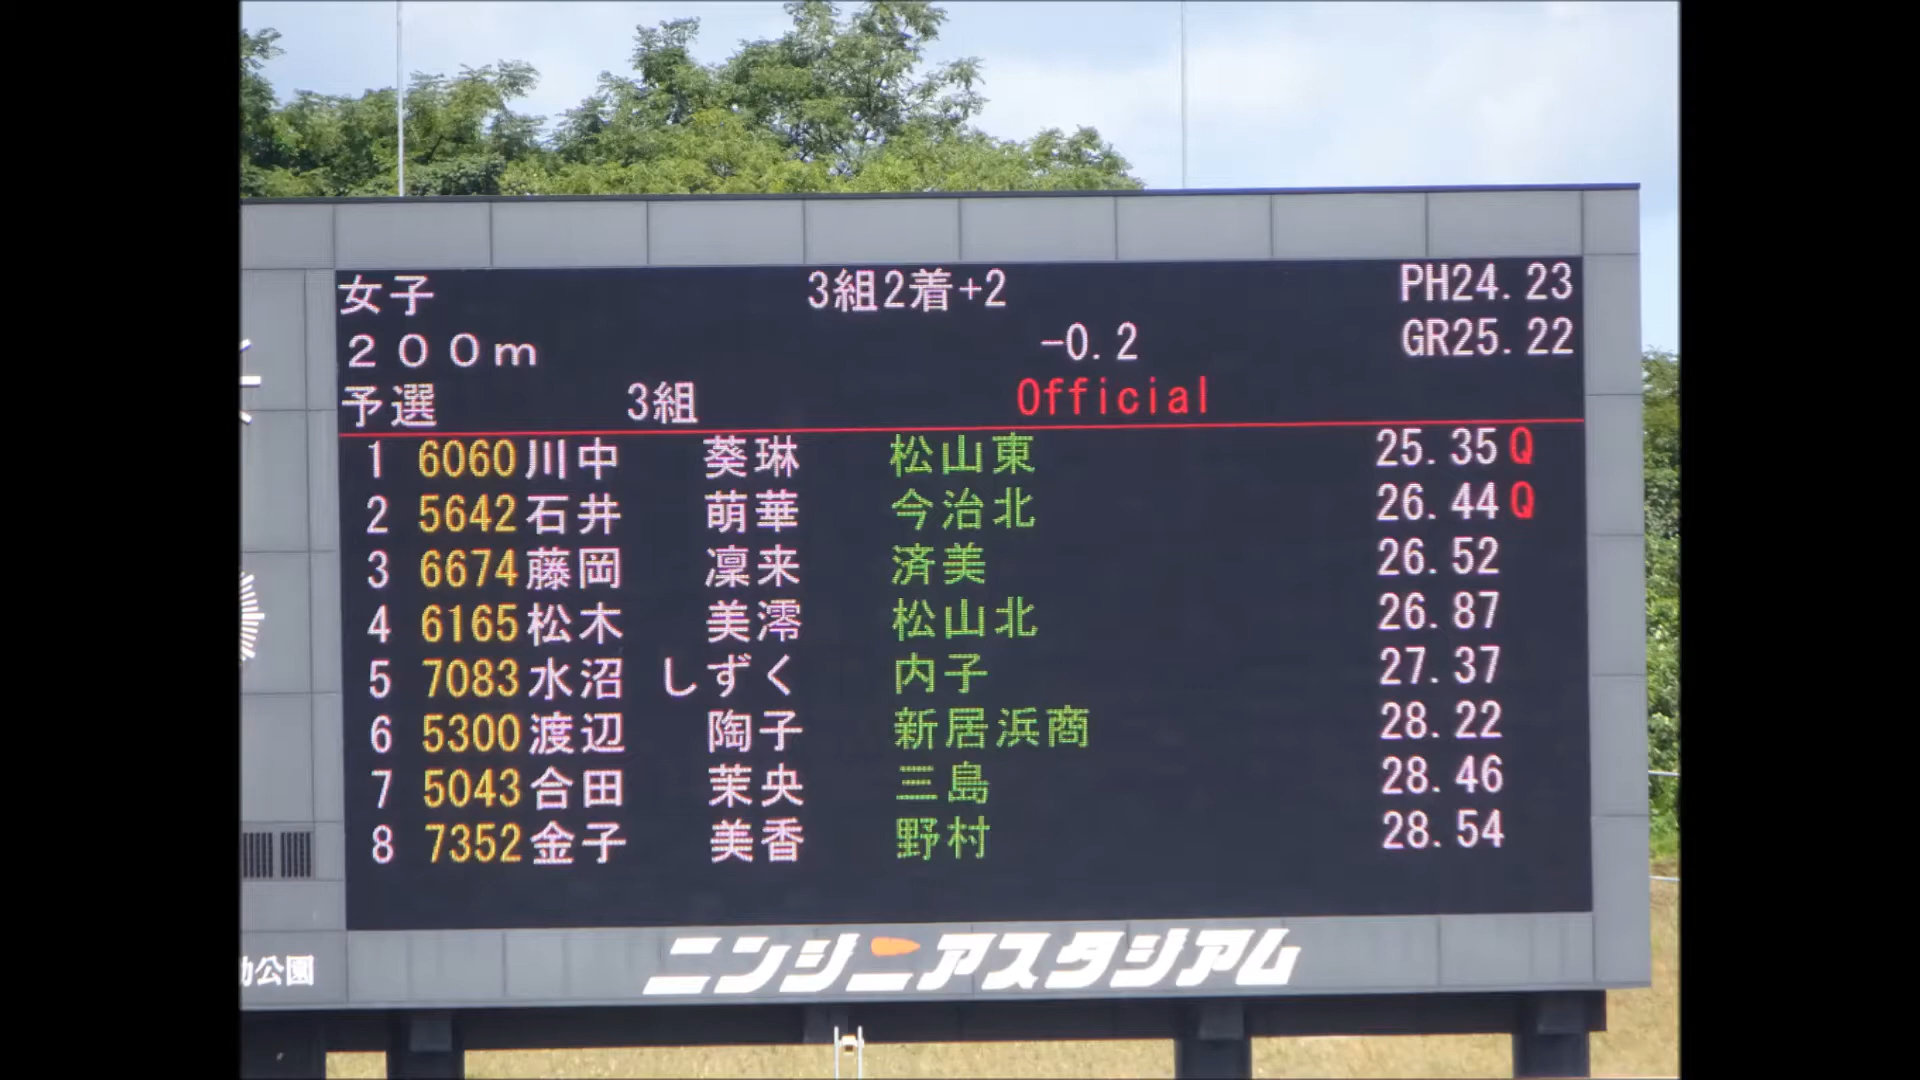 女子 3組2着+2 PH24.23
200m -0.2 GR25.22
予選 3組 Official
1 6060 川中 葵琳 松山東 25.35 Q
2 5642 石井 萌華 今治北 26.44 Q
3 6674 藤岡 凜来 済美 26.52
4 6165 松木 美澪 松山北 26.87
5 7083 水沼 しずく 内子 27.37
6 5300 渡辺 陶子 新居浜商 28.22
7 5043 合田 茉央 三島 28.46
8 7352 金子 美香 野村 28.54
公園 ニンジニアスタジアム